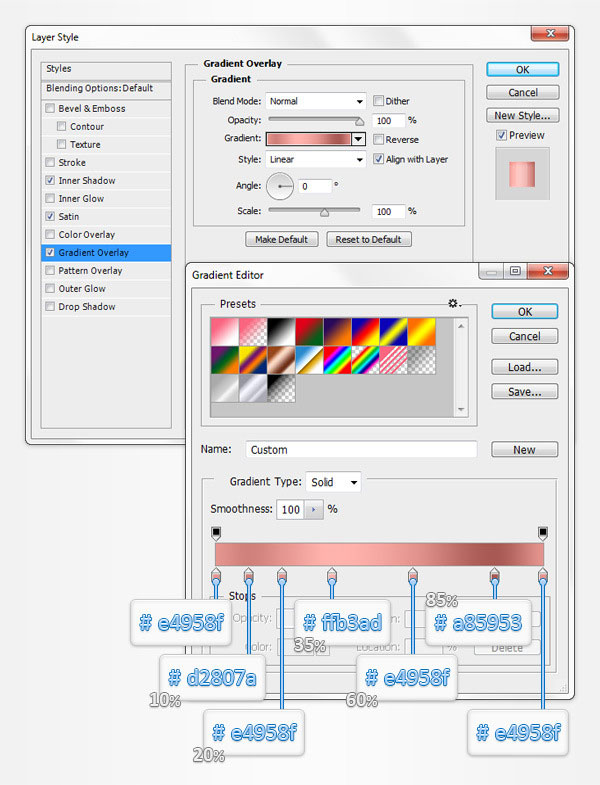 Layer Style
Styles
Blending Options:Default
Bevel & Emboss
Contour
Texture
Stroke
Inner Shadow
Inner Glow
Satin
Color Overlay
Gradient Overlay
Pattern Overlay
Outer Glow
Drop Shadow
Gradient Overlay
Gradient
Blend Mode: Normal Dither
Opacity: 100 %
Gradient: Reverse
Style: Linear Align with Layer
Angle: 0 °
Scale: 100 %
Make Default Reset to Default
OK
Cancel
New Style...
Preview
Gradient Editor
Presets
OK
Cancel
Load...
Save...
Name: Custom New
Gradient Type: Solid
Smoothness: 100 %
Stops
Opacity:
Color: Location: % Delete
# e4958f # ffb3ad 35% 85% # a85953
10% # d2807a 60% # e4958f
20% # e4958f # e4958f